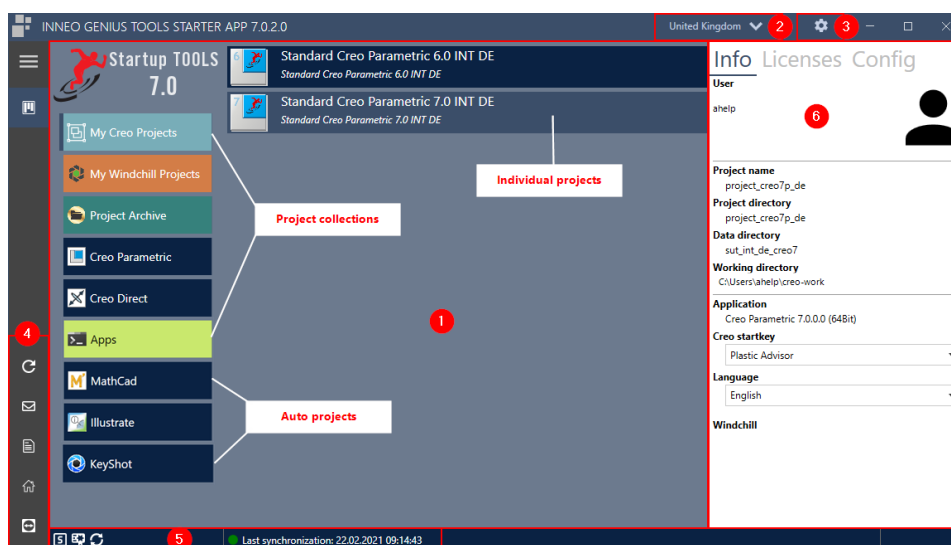 INNEO GENIUS TOOLS STARTER APP 7.0.2.0
United Kingdom
2
3
Startup TOOLS
7.0
6
Standard Creo Parametric 6.0 INT DE
Standard Creo Parametric 6.0 INT DE
7
Standard Creo Parametric 7.0 INT DE
Standard Creo Parametric 7.0 INT DE
My Creo Projects
My Windchill Projects
Project Archive
Creo Parametric
Creo Direct
Apps
MathCad
Illustrate
KeyShot
Project collections
Individual projects
Auto projects
1
4
Info Licenses Config
User
ahelp
6
Project name
project_creo7p_de
Project directory
project_creo7p_de
Data directory
sut_int_de_creo7
Working directory
C:\Users\ahelp\creo-work
Application
Creo Parametric 7.0.0.0 (64Bit)
Creo startkey
Plastic Advisor
Language
English
Windchill
S
5
Last synchronization: 22.02.2021 09:14:43